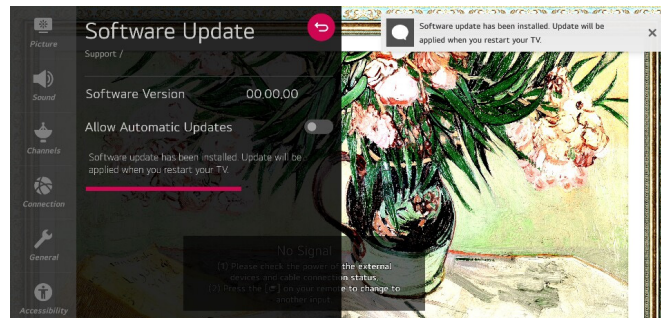 Picture
Sound
Channels
Connection
General
Accessibility
Software Update
Support /
Software Version 00.00.00
Allow Automatic Updates
Software update has been installed. Update will be
applied when you restart your TV.
Software update has been installed. Update will be
applied when you restart your TV.
No Signal
[1] Please check the power of the external
devices and cable connection status.
[2] Press the [ ] on your remote to change to
another input.